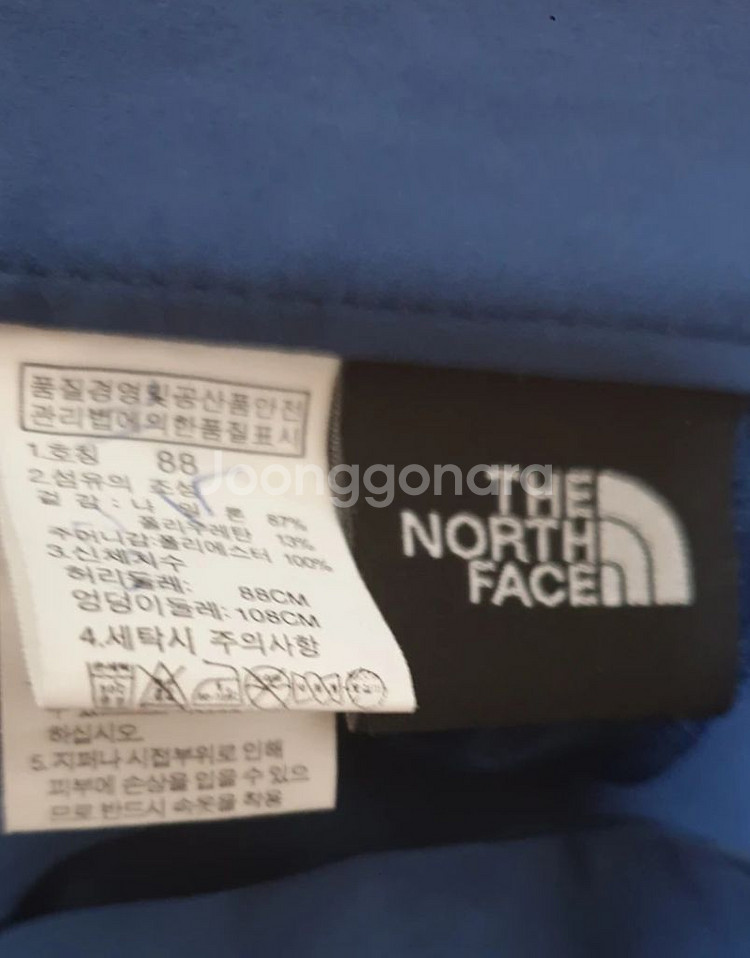 품질경영및공산품안전
관리법에의한품질표시
1.호칭 88
2.섬유의 조성
겉 감 : 나 일 론 87%
폴리우레탄 13%
주머니감:폴리에스터 100%
3.신체치수
허리둘레: 88CM
엉덩이둘레: 108CM
4.세탁시 주의사항
하십시오
5.지퍼나 시접부위로 인해
피부에 손상을 입을 수 있으
므로 반드시 속옷을 착용
THE
NORTH
FACE
Joonggonara